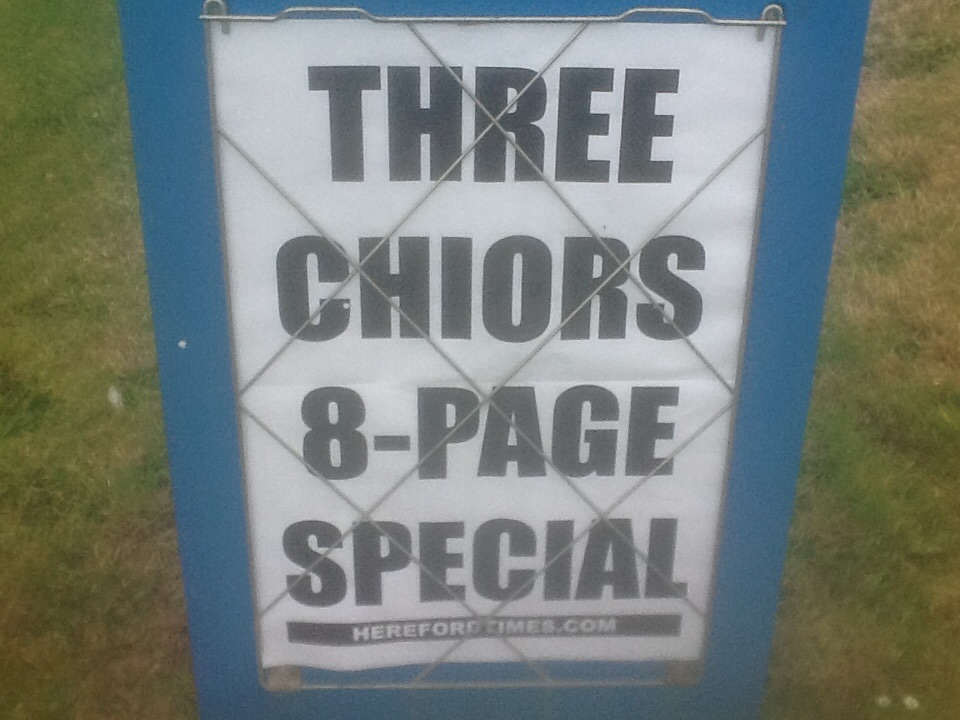 THREE
CHIORS
8-PAGE
SPECIAL
HEREFORDTIMES.COM